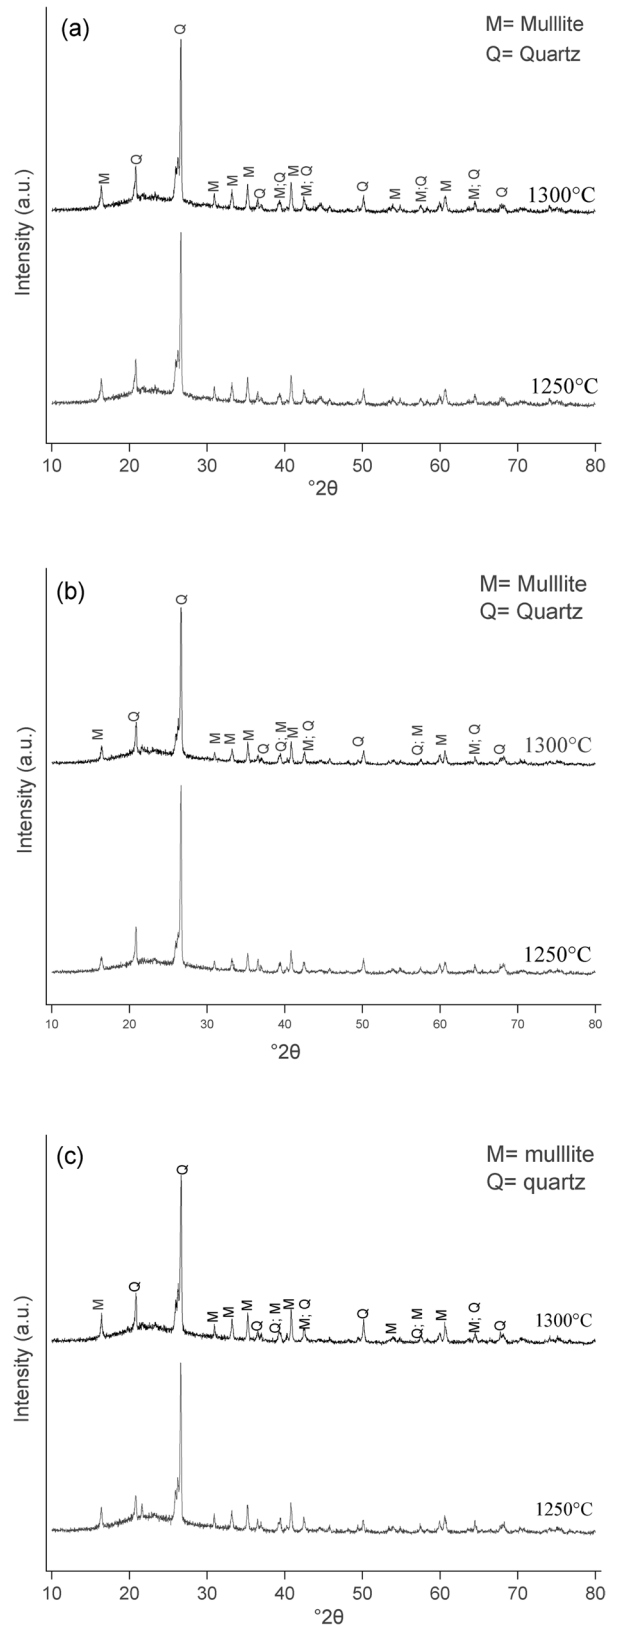 (a)
M= Mulllite
Q= Quartz
Q
M Q M M M Q M;Q M M; Q Q M M;Q M M; Q Q
1300°C
1250°C
Intensity (a.u.)
10 20 30 40 50 60 70 80
°2θ
(b)
M= Mulllite
Q= Quartz
Q
M Q M M M Q Q; M M M; Q Q Q; M M M; Q Q
1300°C
1250°C
Intensity (a.u.)
10 20 30 40 50 60 70 80
°2θ
(c)
M= mulllite
Q= quartz
Q
M Q M M M Q Q; M M M; Q Q M Q; M M M; Q Q
1300°C
1250°C
Intensity (a.u.)
10 20 30 40 50 60 70 80
°2θ